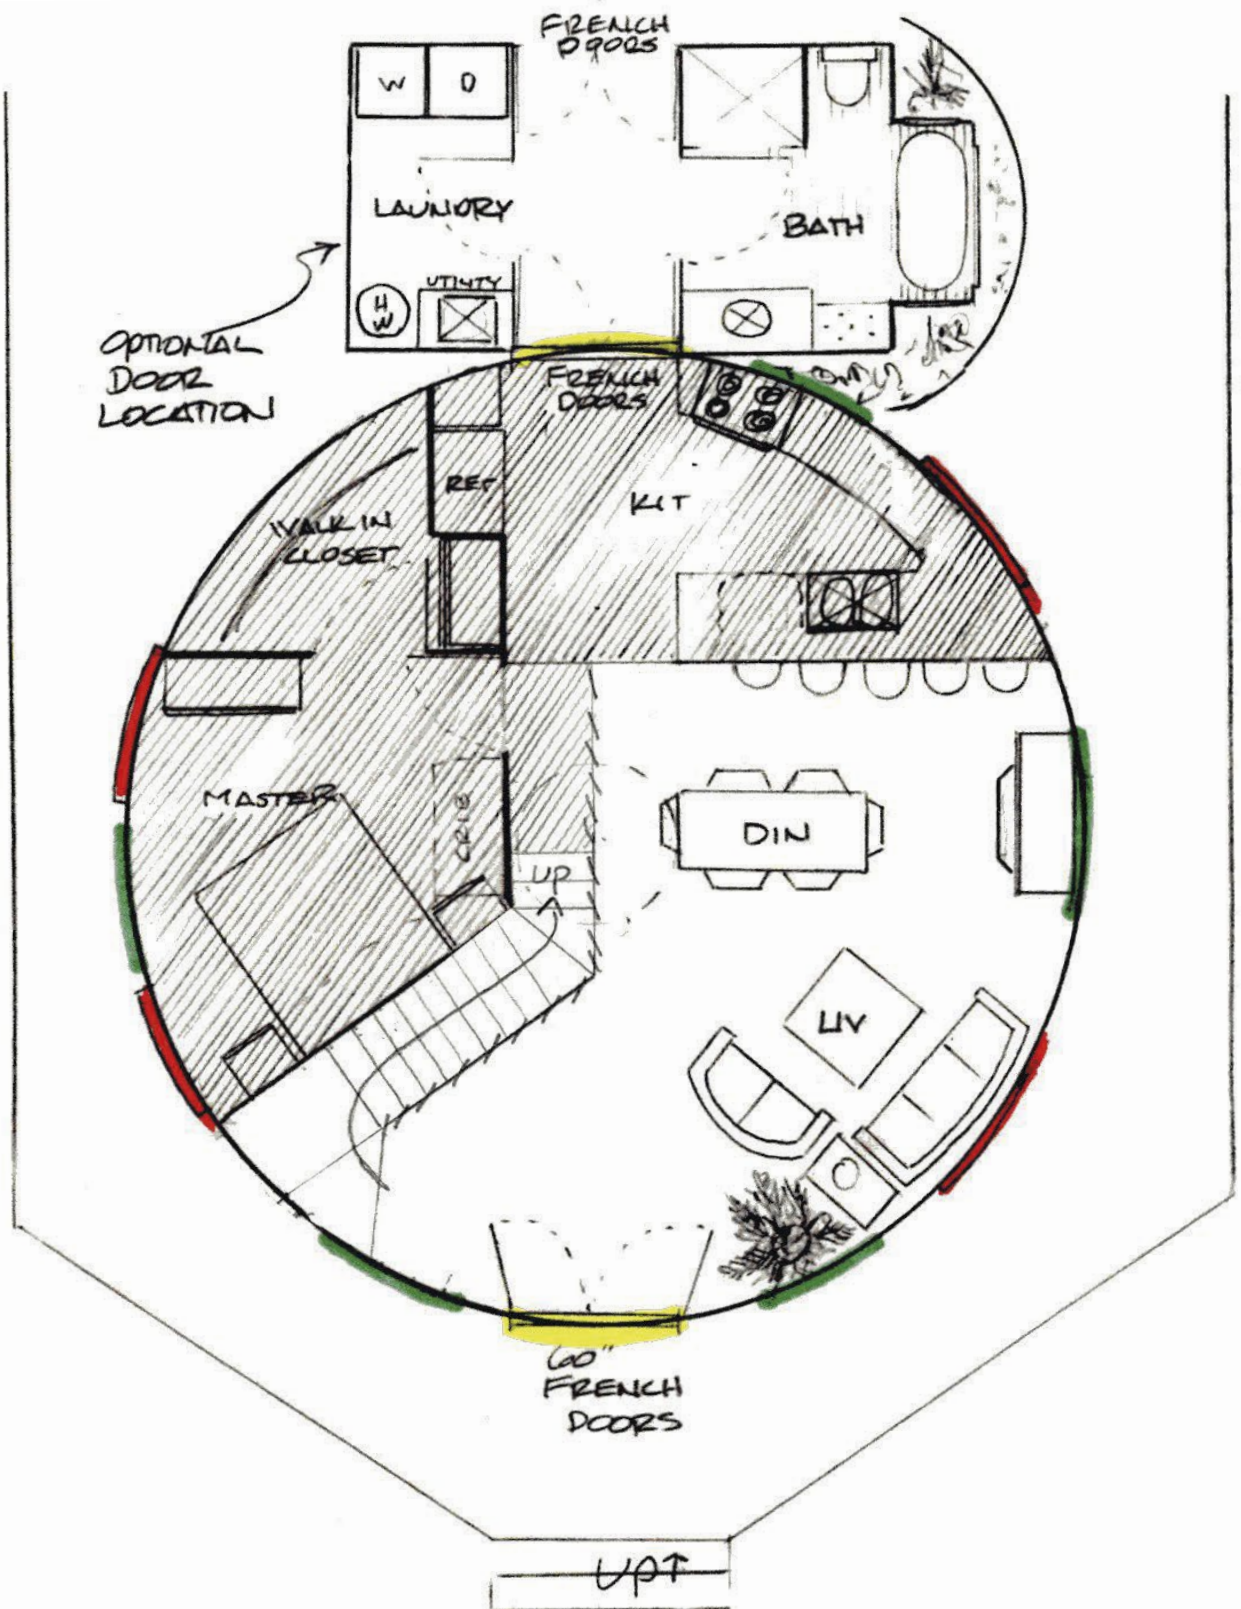 FRENCH
DOORS
W
D
LAUNDRY
BATH
UTILITY
H
W
OPTIONAL
DOOR
LOCATION
FRENCH
DOORS
REF
KIT
WALK IN
CLOSET
MASTER
CRIB
UP
DIN
LIV
60"
FRENCH
DOORS
UP↑